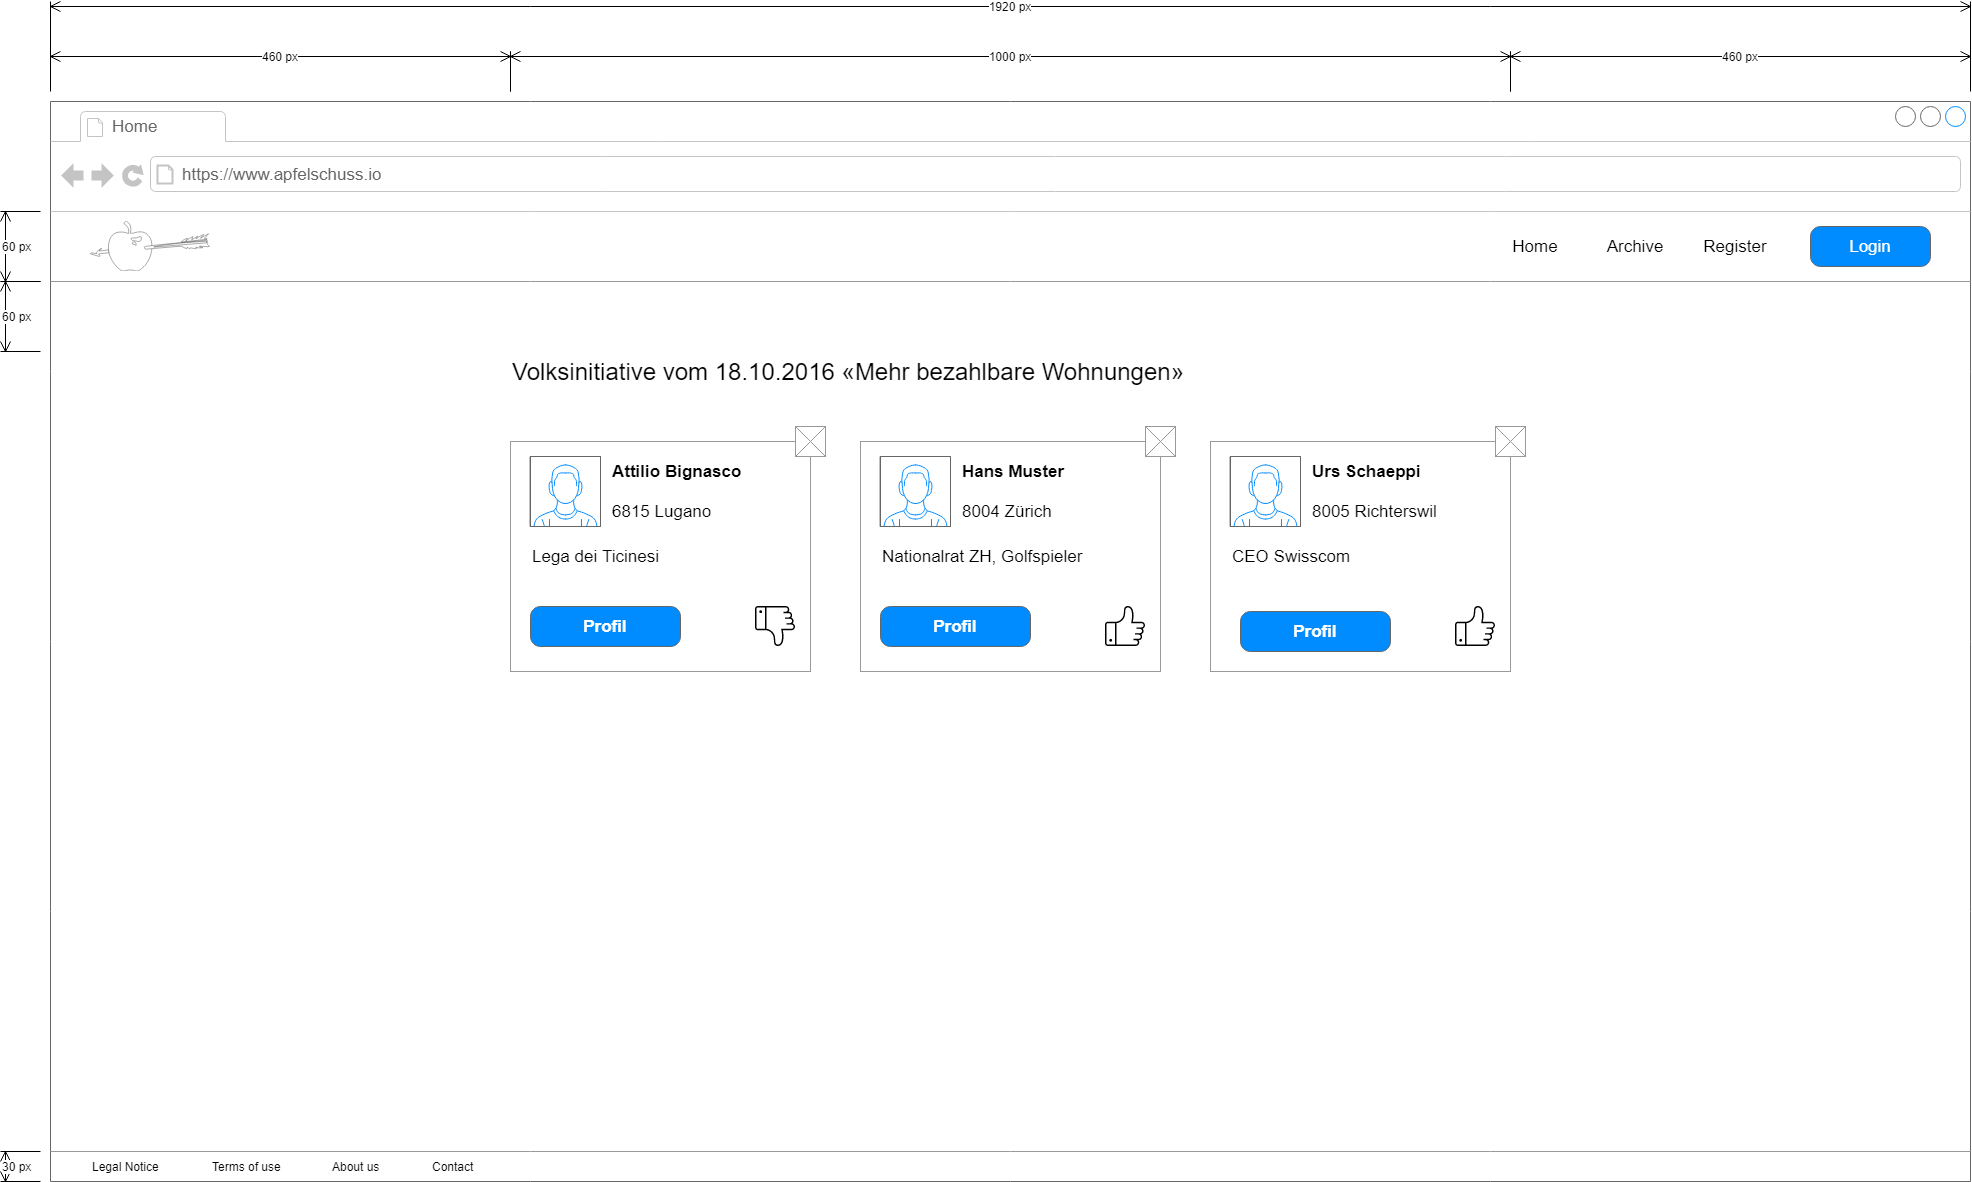 1920 px
460 px
1000 px
460 px
Home
https://www.apfelschuss.io
60 px
Home
Archive
Register
Login
60 px
Volksinitiative vom 18.10.2016 «Mehr bezahlbare Wohnungen»
Attilio Bignasco
6815 Lugano
Lega dei Ticinesi
Profil
Hans Muster
8004 Zürich
Nationalrat ZH, Golfspieler
Profil
Urs Schaeppi
8005 Richterswil
CEO Swisscom
Profil
30 px
Legal Notice
Terms of use
About us
Contact